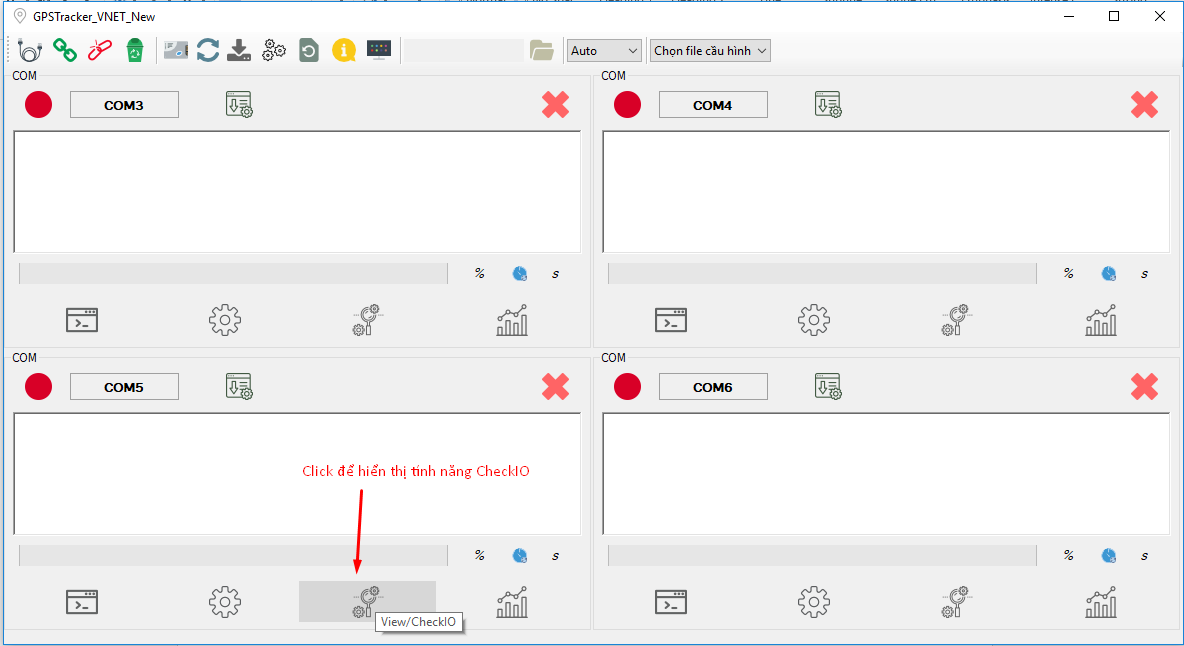 GPSTracker_VNET_New
Auto
Chọn file cầu hình
COM
COM3
% s
COM
COM4
% s
COM
COM5
Click để hiển thị tính năng CheckIO
% s
View/CheckIO
COM
COM6
% s